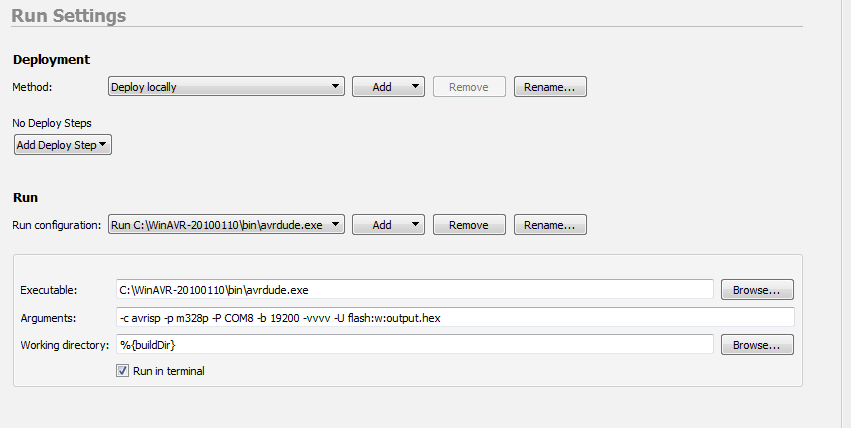 Run Settings
Deployment
Method: Deploy locally Add Remove Rename...
No Deploy Steps
Add Deploy Step
Run
Run configuration: Run C:\WinAVR-20100110\bin\avrdude.exe Add Remove Rename...
Executable: C:\WinAVR-20100110\bin\avrdude.exe Browse...
Arguments: -c avrisp -p m328p -P COM8 -b 19200 -vvvv -U flash:w:output.hex
Working directory: %{buildDir} Browse...
Run in terminal